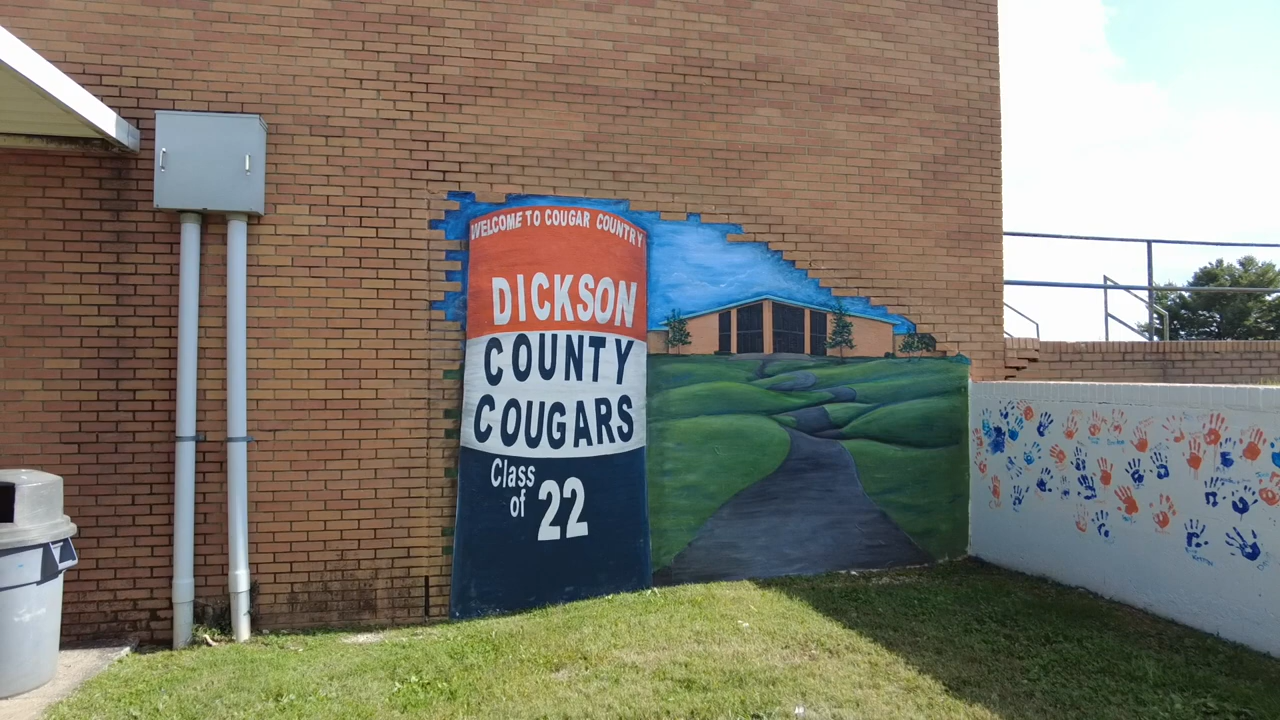 WELCOME TO COUGAR COUNTRY
DICKSON
COUNTY
COUGARS
Class
of 22